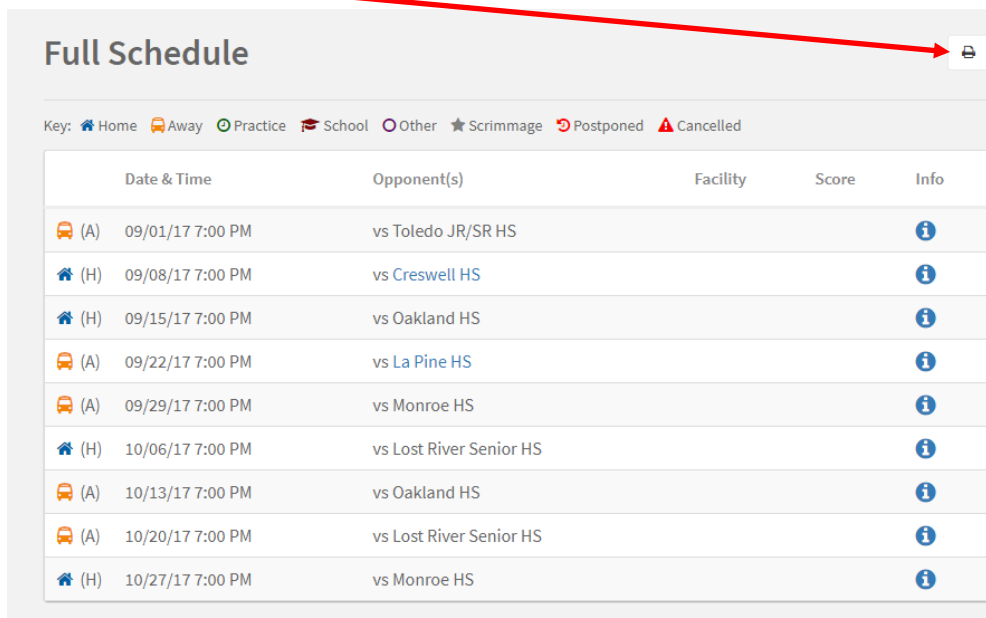 Full Schedule
Key: Home Away Practice School Other Scrimmage Postponed Cancelled
Date & Time Opponent(s) Facility Score Info
(A) 09/01/17 7:00 PM vs Toledo JR/SR HS
(H) 09/08/17 7:00 PM vs Creswell HS
(H) 09/15/17 7:00 PM vs Oakland HS
(A) 09/22/17 7:00 PM vs La Pine HS
(A) 09/29/17 7:00 PM vs Monroe HS
(H) 10/06/17 7:00 PM vs Lost River Senior HS
(A) 10/13/17 7:00 PM vs Oakland HS
(A) 10/20/17 7:00 PM vs Lost River Senior HS
(H) 10/27/17 7:00 PM vs Monroe HS